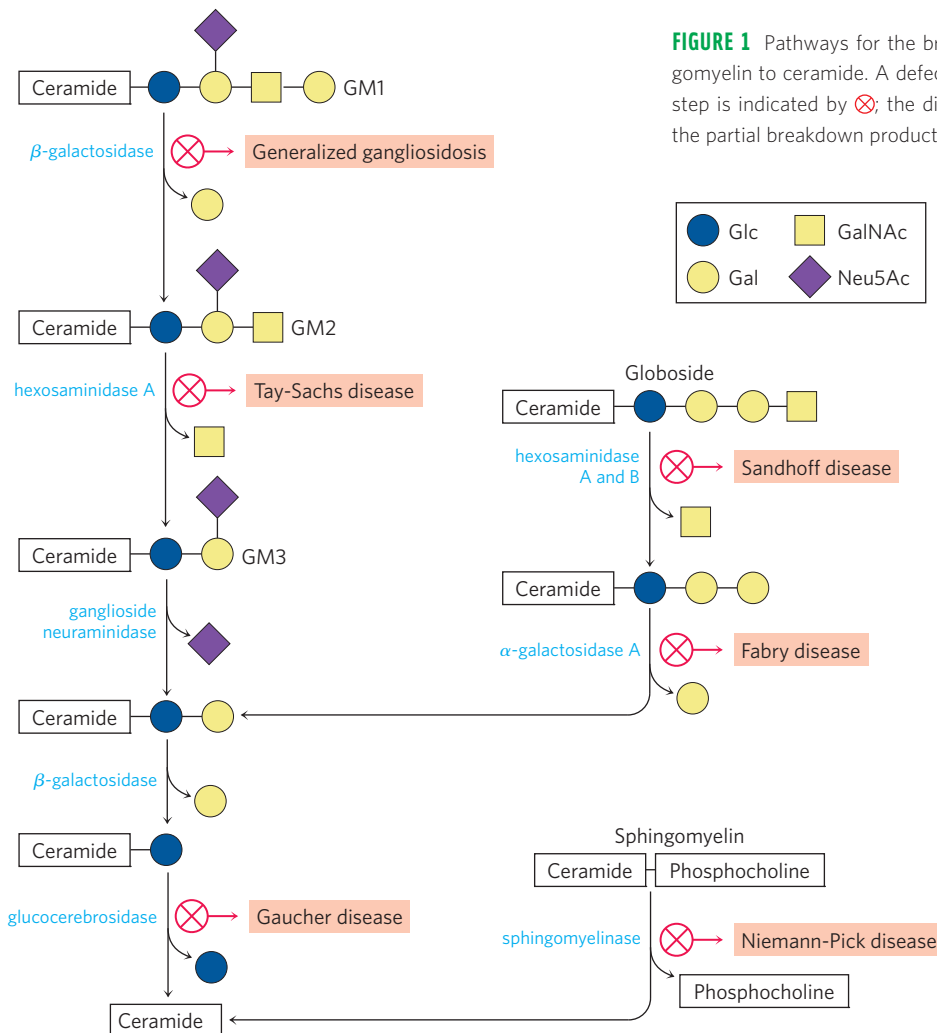 FIGURE 1 Pathways for the br
gomyelin to ceramide. A defec
step is indicated by ⊗; the di
the partial breakdown product
Glc
GalNAc
Gal
Neu5Ac
Ceramide
GM1
β-galactosidase
Generalized gangliosidosis
Ceramide
GM2
hexosaminidase A
Tay-Sachs disease
Ceramide
GM3
ganglioside
neuraminidase
Ceramide
β-galactosidase
Ceramide
glucocerebrosidase
Gaucher disease
Ceramide
Globoside
Ceramide
hexosaminidase
A and B
Sandhoff disease
Ceramide
α-galactosidase A
Fabry disease
Sphingomyelin
Ceramide
Phosphocholine
sphingomyelinase
Niemann-Pick disease
Phosphocholine